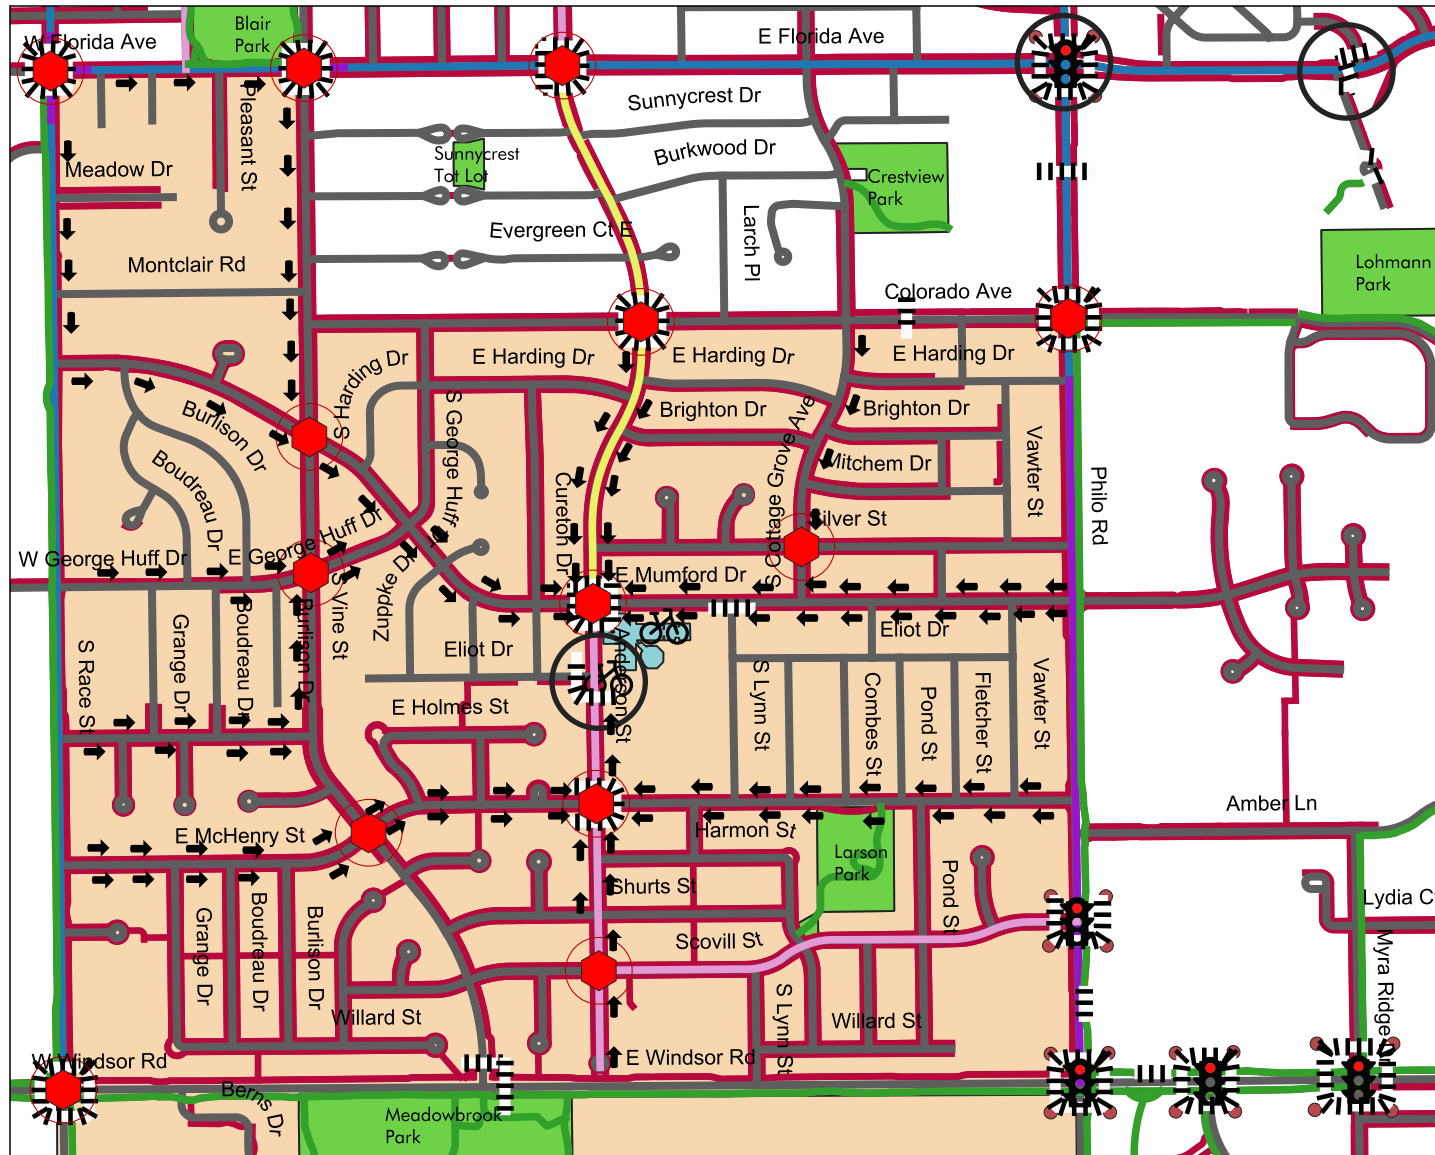 W Florida Ave
Blair
Park
E Florida Ave
Pleasant St
Sunnycrest Dr
Sunnycrest
Tot Lot
Burkwood Dr
Meadow Dr
Crestview
Park
Evergreen Ct E
Larch Pl
Montclair Rd
Lohmann
Park
Colorado Ave
S Harding Dr
E Harding Dr
E Harding Dr
E Harding Dr
Burlison Dr
S George Huff Dr
Brighton Dr
Brighton Dr
S Cottage Grove Ave
Vawter St
Boudreau Dr
Mitchem Dr
Cureton Dr
Philo Rd
Silver St
W George Huff Dr
E George Huff Dr
Zuppke Dr
E Mumford Dr
S Vine St
S Race St
Grange Dr
Boudreau Dr
Burlison Dr
Eliot Dr
Anderson St
Eliot Dr
S Lynn St
Combes St
Pond St
Fletcher St
Vawter St
E Holmes St
Amber Ln
E McHenry St
Harmon St
Larson
Park
Shurts St
Pond St
Lydia C
Grange Dr
Boudreau Dr
Burlison Dr
Scovill St
Myra Ridge
Willard St
S Lynn St
Willard St
W Windsor Rd
E Windsor Rd
Berns Dr
Meadowbrook
Park